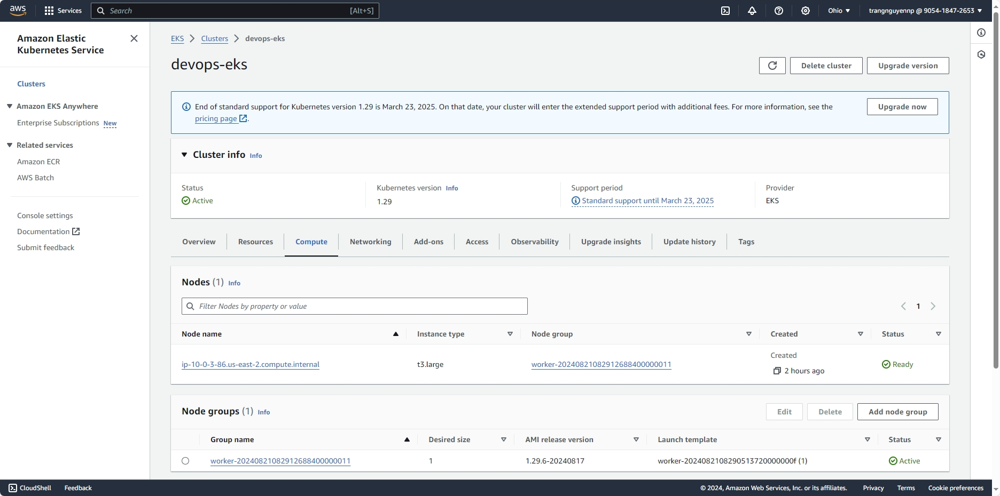 aws
Services
Search
[Alt+S]
Ohio ▼
trangnguyennp @ 9054-1847-2653 ▼
Amazon Elastic
Kubernetes Service
Clusters
Amazon EKS Anywhere
Enterprise Subscriptions New
Related services
Amazon ECR
AWS Batch
Console settings
Documentation
Submit feedback
EKS > Clusters > devops-eks
devops-eks
Delete cluster
Upgrade version
End of standard support for Kubernetes version 1.29 is March 23, 2025. On that date, your cluster will enter the extended support period with additional fees. For more information, see the
pricing page .
Upgrade now
Cluster info Info
Status
Active
Kubernetes version Info
1.29
Support period
Standard support until March 23, 2025
Provider
EKS
Overview
Resources
Compute
Networking
Add-ons
Access
Observability
Upgrade insights
Update history
Tags
Nodes (1) Info
Filter Nodes by property or value
1
Node name
Instance type
Node group
Created
Status
ip-10-0-3-86.us-east-2.compute.internal
t3.large
worker-20240821082912688400000011
Created
2 hours ago
Ready
Node groups (1) Info
Edit
Delete
Add node group
Group name
Desired size
AMI release version
Launch template
Status
worker-20240821082912688400000011
1
1.29.6-20240817
worker-2024082108290513720000000f (1)
Active
CloudShell
Feedback
© 2024, Amazon Web Services, Inc. or its affiliates.
Privacy
Terms
Cookie preferences